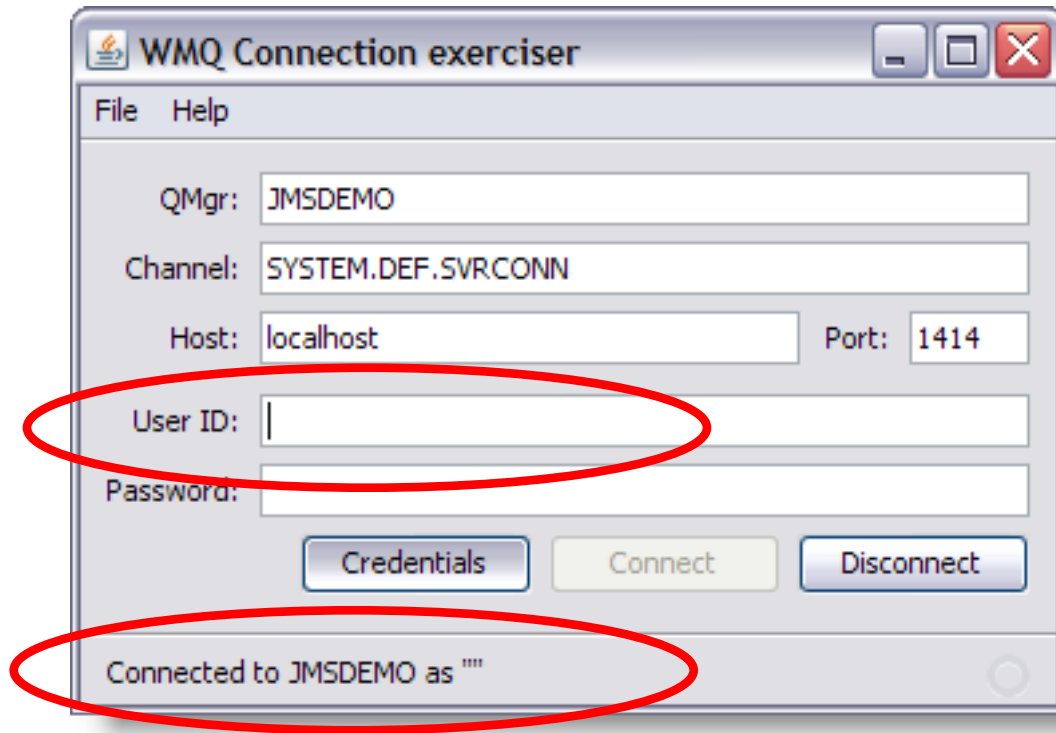 WMQ Connection exerciser
File Help
QMgr: JMSDEMO
Channel: SYSTEM.DEF.SVRCONN
Host: localhost Port: 1414
User ID:
Password:
Credentials Connect Disconnect
Connected to JMSDEMO as ""